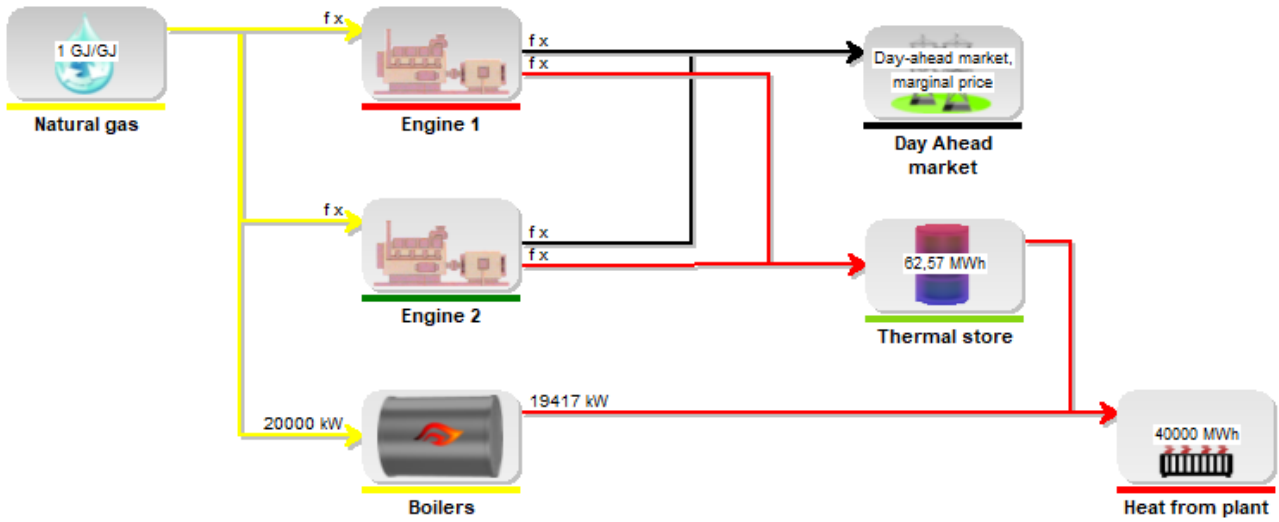 f x
1 GJ/GJ
Natural gas
f x
f x
Engine 1
Day-ahead market,
marginal price
Day Ahead
market
f x
f x
f x
Engine 2
62,57 MWh
Thermal store
20000 kW
19417 kW
Boilers
40000 MWh
Heat from plant